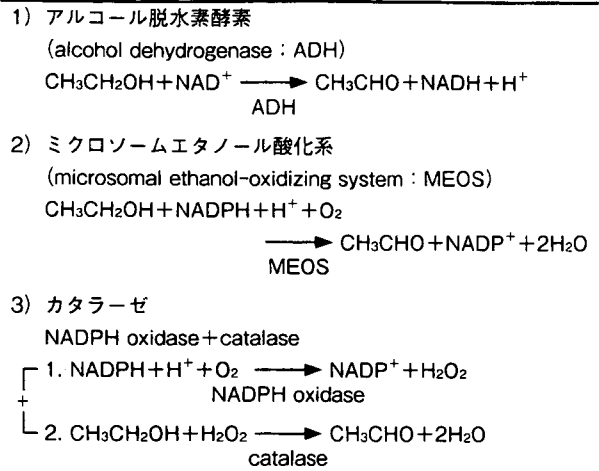 1) アルコール脱水素酵素
(alcohol dehydrogenase:ADH)
CH₃CH₂OH+NAD⁺ ⟶ CH₃CHO+NADH+H⁺
ADH
2) ミクロソームエタノール酸化系
(microsomal ethanol-oxidizing system:MEOS)
CH₃CH₂OH+NADPH+H⁺+O₂
⟶ CH₃CHO+NADP⁺+2H₂O
MEOS
3) カタラーゼ
NADPH oxidase+catalase
1. NADPH+H⁺+O₂ ⟶ NADP⁺+H₂O₂
NADPH oxidase
+
2. CH₃CH₂OH+H₂O₂ ⟶ CH₃CHO+2H₂O
catalase